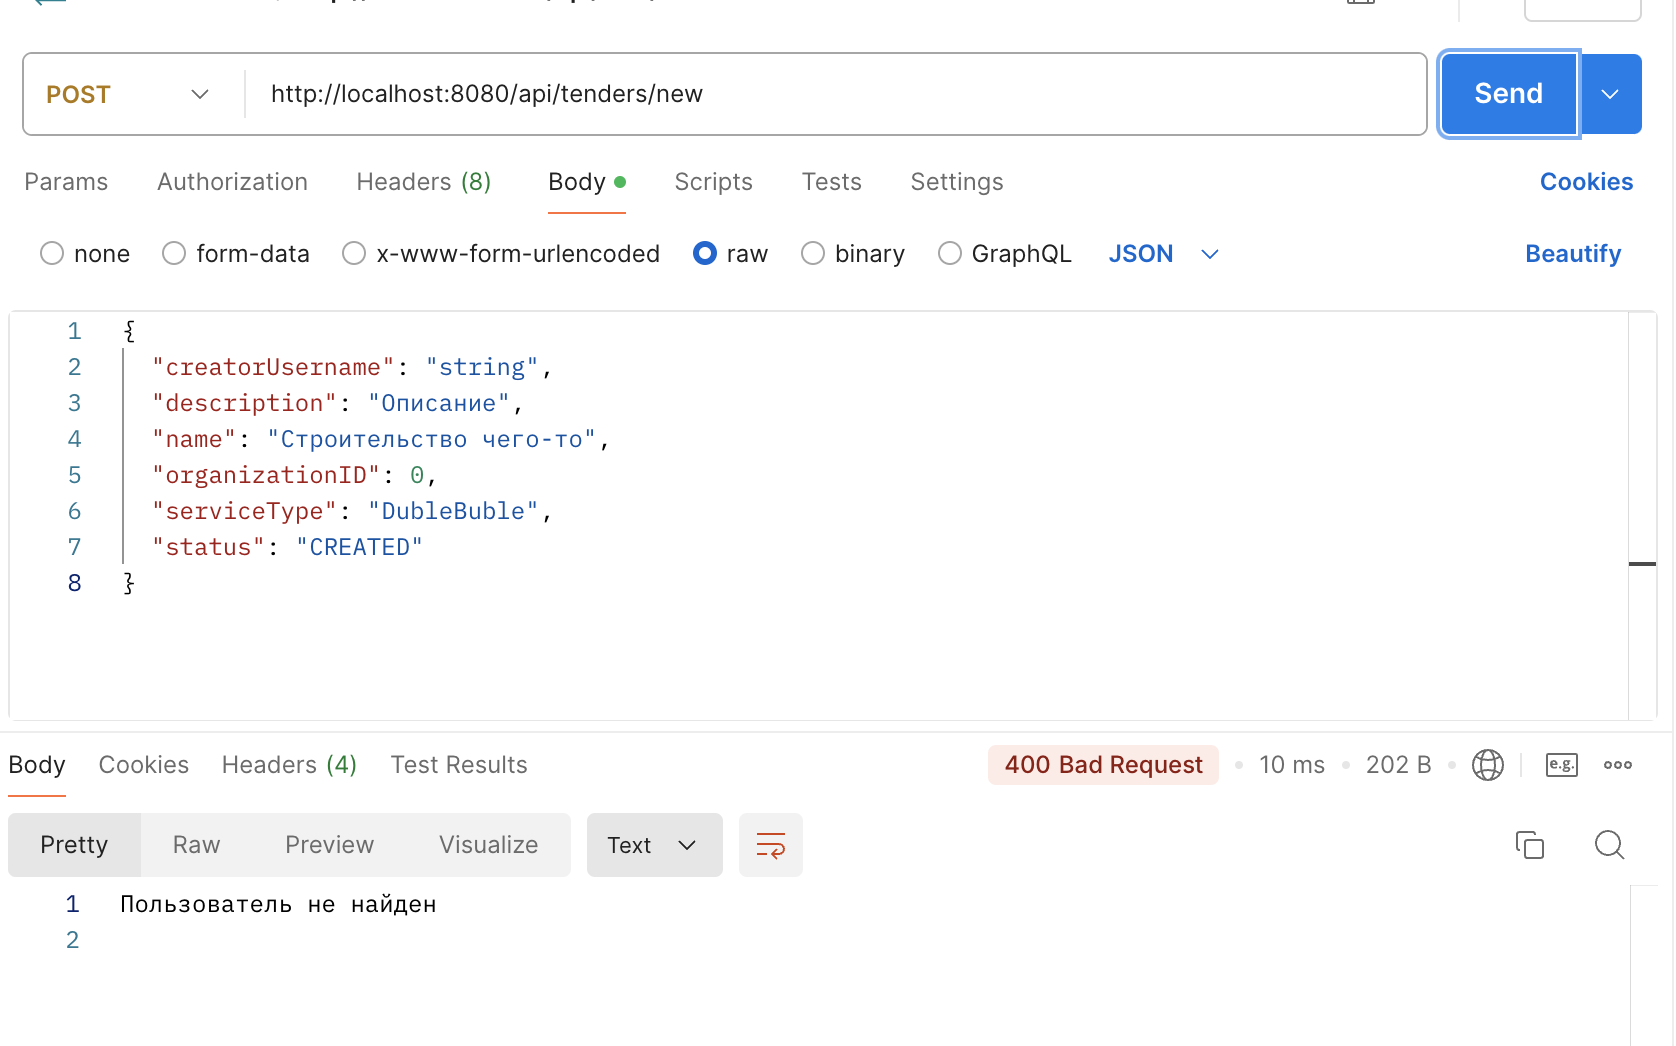 POST http://localhost:8080/api/tenders/new Send
Params Authorization Headers (8) Body Scripts Tests Settings Cookies
none form-data x-www-form-urlencoded raw binary GraphQL JSON Beautify
1 {
2 "creatorUsername": "string",
3 "description": "Описание",
4 "name": "Строительство чего-то",
5 "organizationID": 0,
6 "serviceType": "DubleBuble",
7 "status": "CREATED"
8 }
Body Cookies Headers (4) Test Results 400 Bad Request 10 ms 202 B e.g.
Pretty Raw Preview Visualize Text
1 Пользователь не найден
2